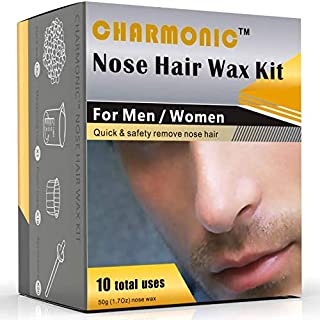 CHARMONIC™
Nose Hair Wax Kit
For Men / Women
Quick & safety remove nose hair
10 total uses
50g (1.7Oz) nose wax
CHARMONIC™ NOSE HAIR WAX KIT